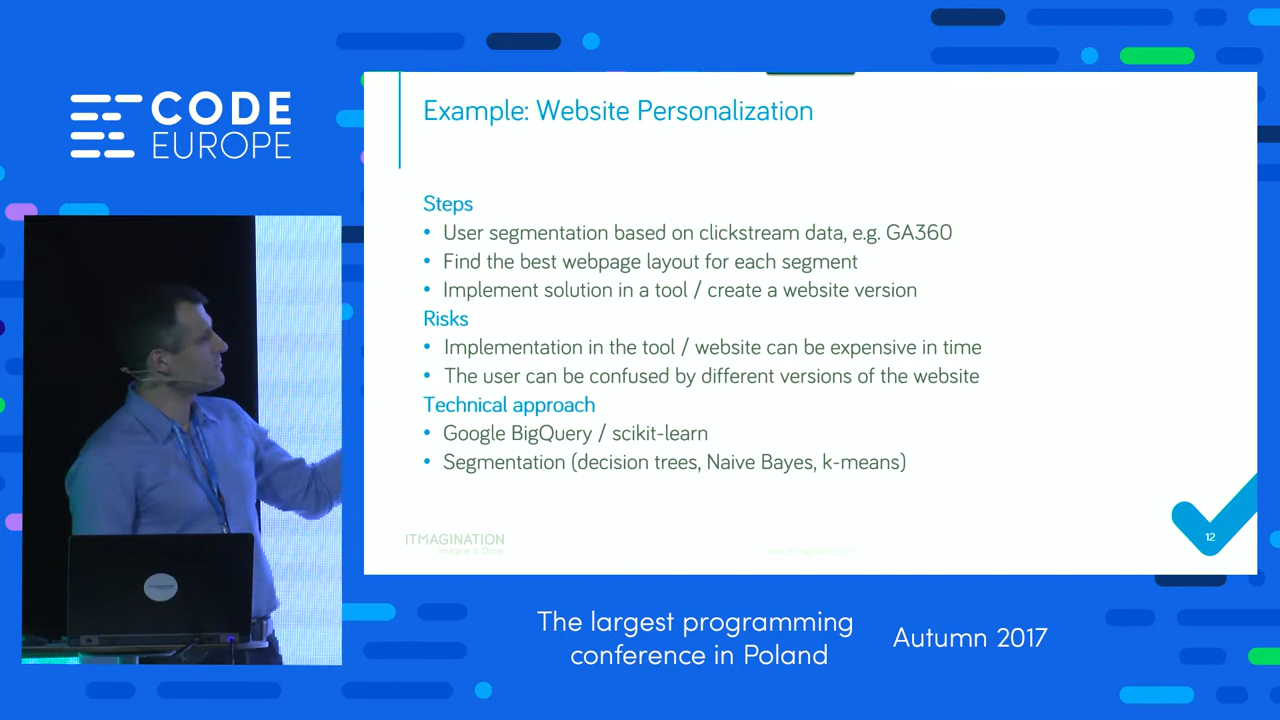 CODE
EUROPE
Example: Website Personalization
Steps
• User segmentation based on clickstream data, e.g. GA360
• Find the best webpage layout for each segment
• Implement solution in a tool / create a website version
Risks
• Implementation in the tool / website can be expensive in time
• The user can be confused by different versions of the website
Technical approach
• Google BigQuery / scikit-learn
• Segmentation (decision trees, Naive Bayes, k-means)
ITMAGINATION
Imagine it. Done.
12
The largest programming
conference in Poland
Autumn 2017